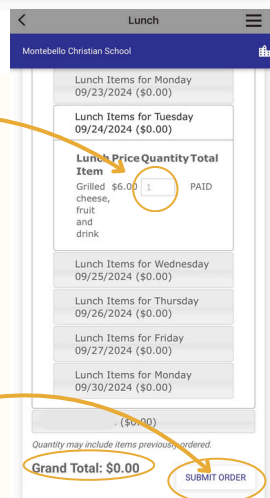 Lunch
Montebello Christian School
Lunch Items for Monday
09/23/2024 ($0.00)
Lunch Items for Tuesday
09/24/2024 ($0.00)
Lunch Price Quantity Total
Item
Grilled $6.00 1 PAID
cheese,
fruit
and
drink
Lunch Items for Wednesday
09/25/2024 ($0.00)
Lunch Items for Thursday
09/26/2024 ($0.00)
Lunch Items for Friday
09/27/2024 ($0.00)
Lunch Items for Monday
09/30/2024 ($0.00)
. ($0.00)
Quantity may include items previously ordered.
Grand Total: $0.00
SUBMIT ORDER